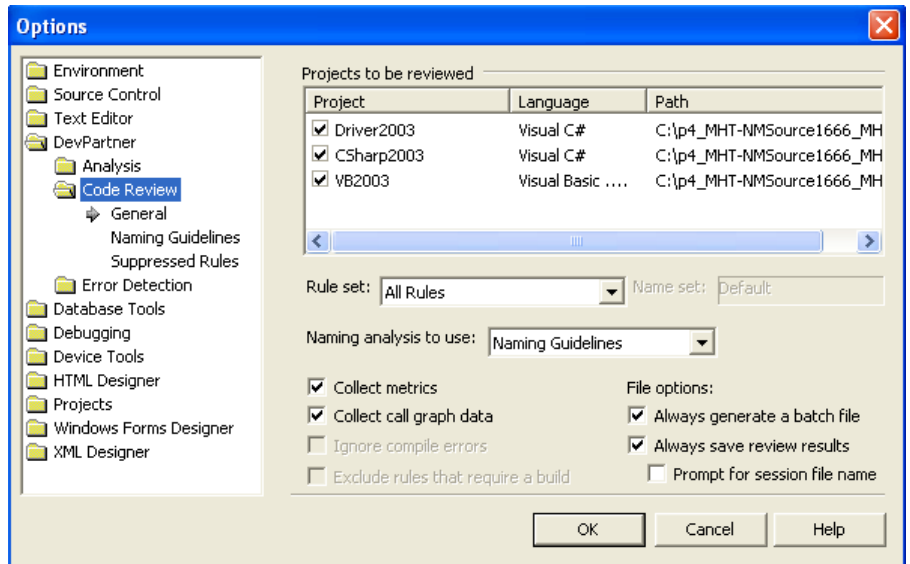 Options
Environment
Source Control
Text Editor
DevPartner
Analysis
Code Review
General
Naming Guidelines
Suppressed Rules
Error Detection
Database Tools
Debugging
Device Tools
HTML Designer
Projects
Windows Forms Designer
XML Designer
Projects to be reviewed
Project Language Path
Driver2003 Visual C# C:\p4_MHT-NMSource1666_MH
CSharp2003 Visual C# C:\p4_MHT-NMSource1666_MH
VB2003 Visual Basic .... C:\p4_MHT-NMSource1666_MH
Rule set: All Rules Name set: Default
Naming analysis to use: Naming Guidelines
Collect metrics File options:
Collect call graph data Always generate a batch file
Ignore compile errors Always save review results
Exclude rules that require a build Prompt for session file name
OK Cancel Help